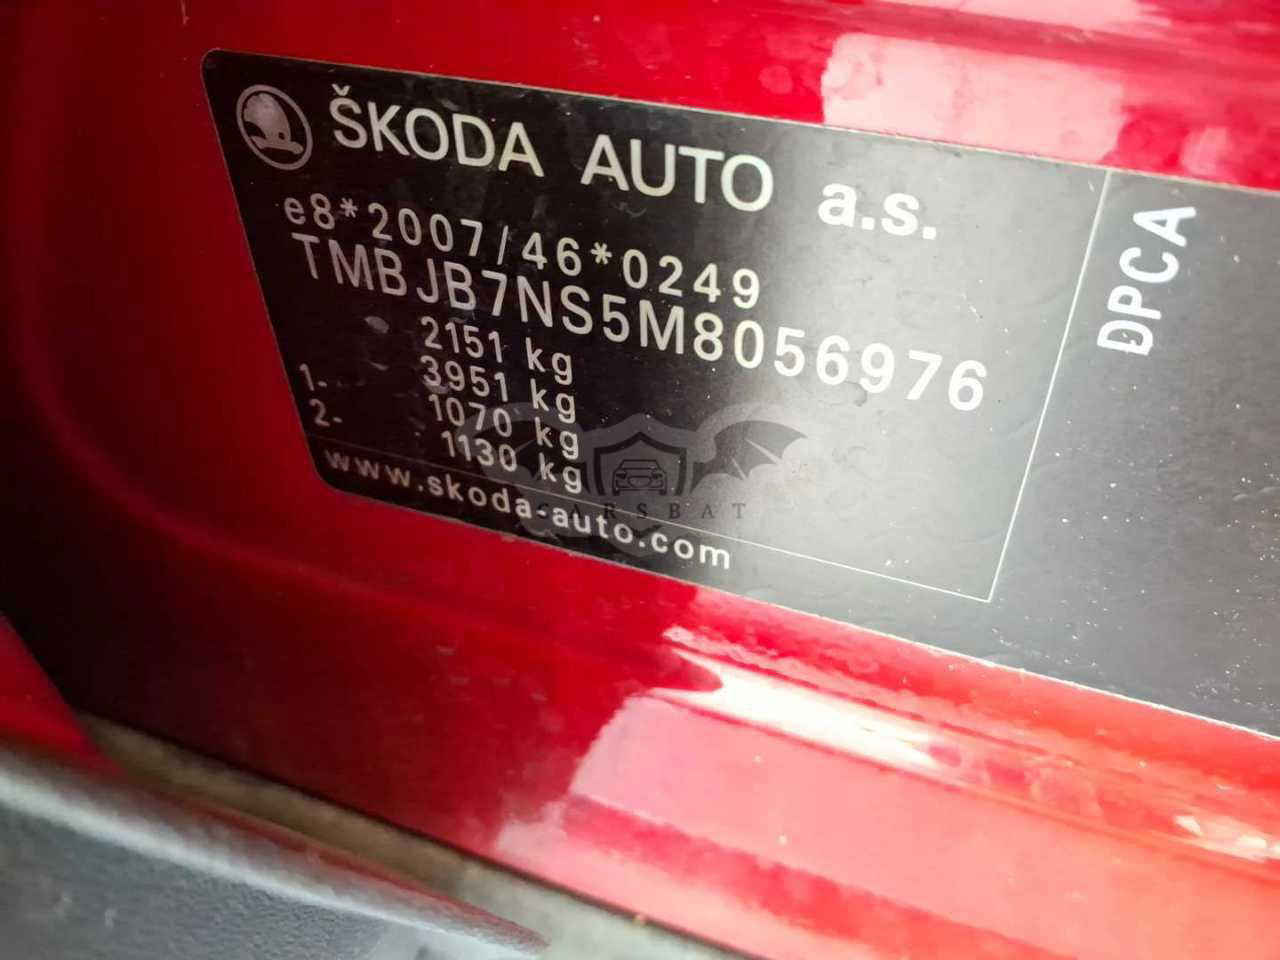 ŠKODA AUTO a.s.
e8*2007/46*0249
TMBJB7NS5M8056976
2151 kg
3951 kg
1- 1070 kg
2- 1130 kg
www.skoda-auto.com
DPCA
CARSBAT